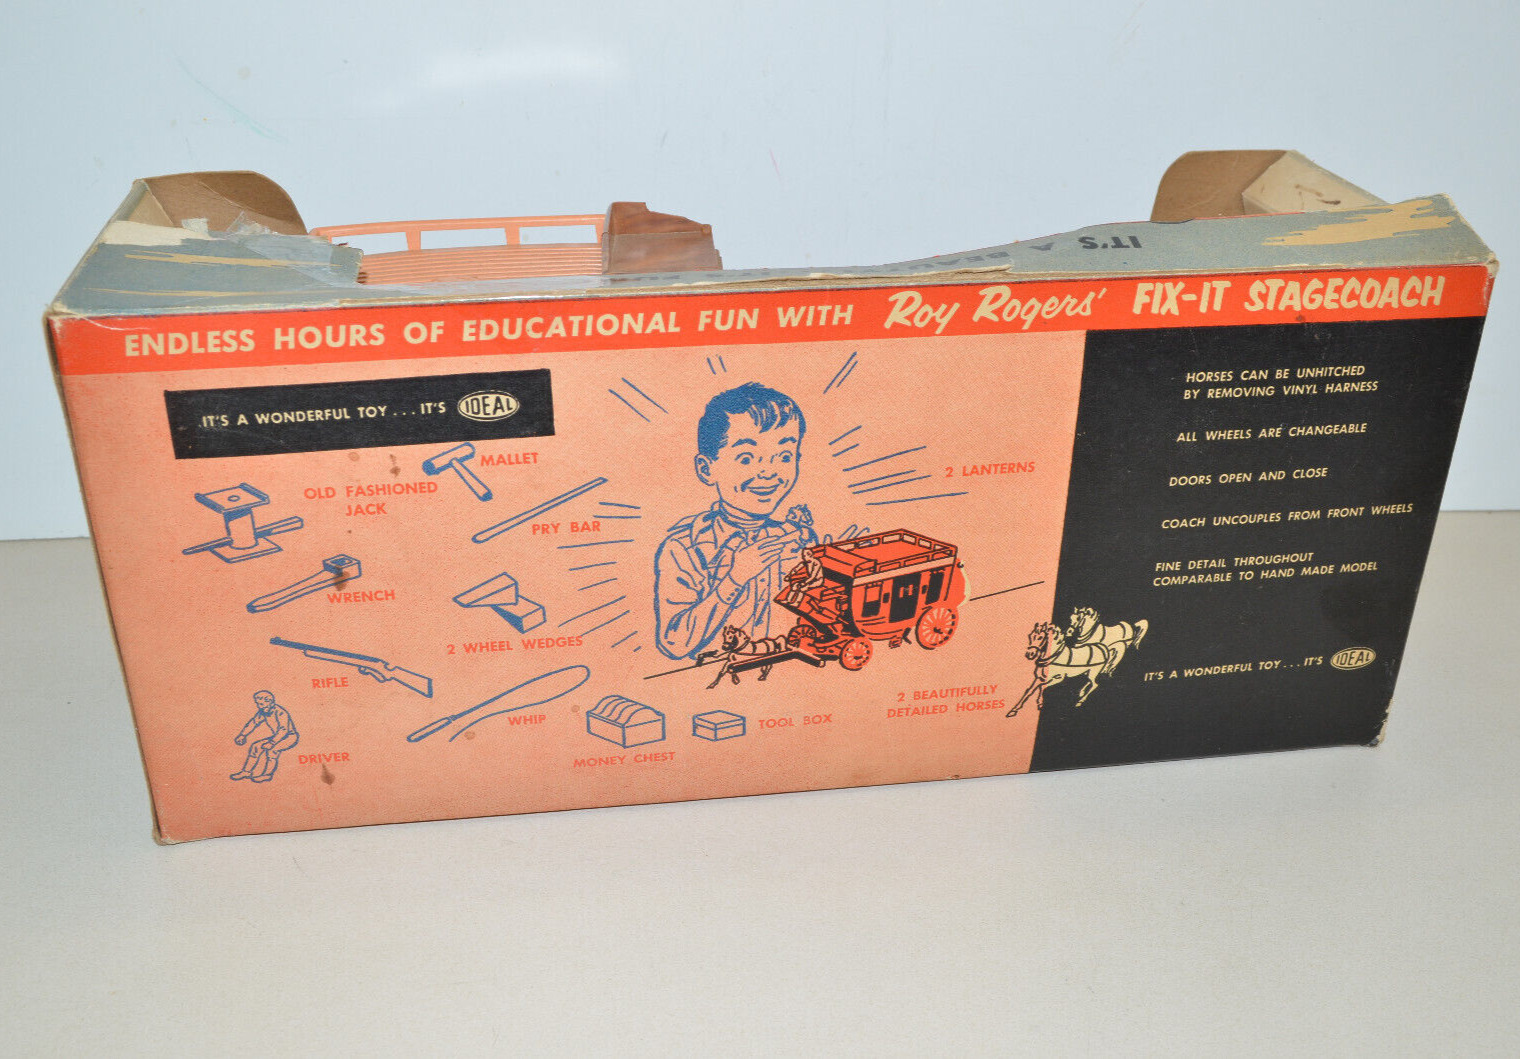 IT'S A
ENDLESS HOURS OF EDUCATIONAL FUN WITH Roy Rogers' FIX-IT STAGECOACH
IT'S A WONDERFUL TOY . . . IT'S IDEAL
MALLET
OLD FASHIONED
JACK
PRY BAR
WRENCH
2 WHEEL WEDGES
RIFLE
WHIP
DRIVER
MONEY CHEST
TOOL BOX
2 LANTERNS
2 BEAUTIFULLY
DETAILED HORSES
HORSES CAN BE UNHITCHED
BY REMOVING VINYL HARNESS
ALL WHEELS ARE CHANGEABLE
DOORS OPEN AND CLOSE
COACH UNCOUPLES FROM FRONT WHEELS
FINE DETAIL THROUGHOUT
COMPARABLE TO HAND MADE MODEL
IT'S A WONDERFUL TOY . . . IT'S IDEAL